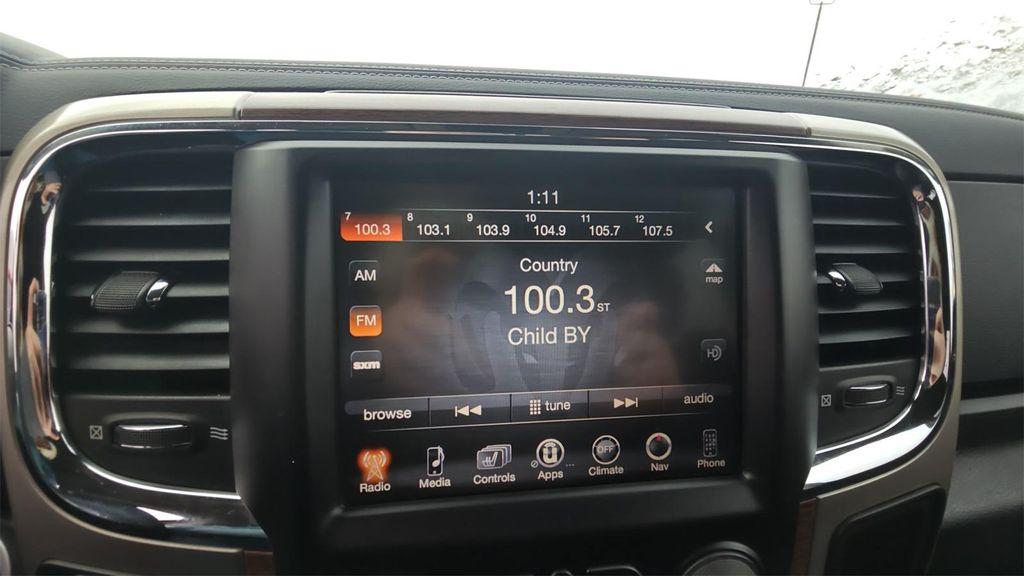 1:11
7 100.3 8 103.1 9 103.9 10 104.9 11 105.7 12 107.5
map
AM
Country
FM
100.3 ST
Child BY
HD
sxm
browse tune audio
Radio Media Controls Apps ... OFF Climate Nav Phone